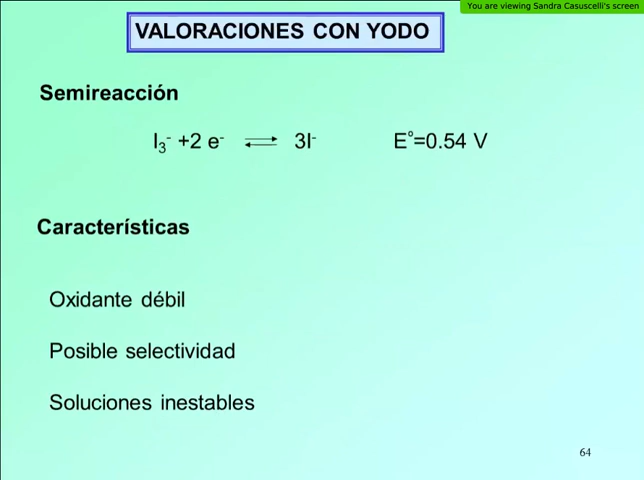 You are viewing Sandra Casuscelli's screen
VALORACIONES CON YODO
Semirreacción
I₃⁻ +2 e⁻ ⇌ 3I⁻ E°=0.54 V
Características
Oxidante débil
Posible selectividad
Soluciones inestables
64